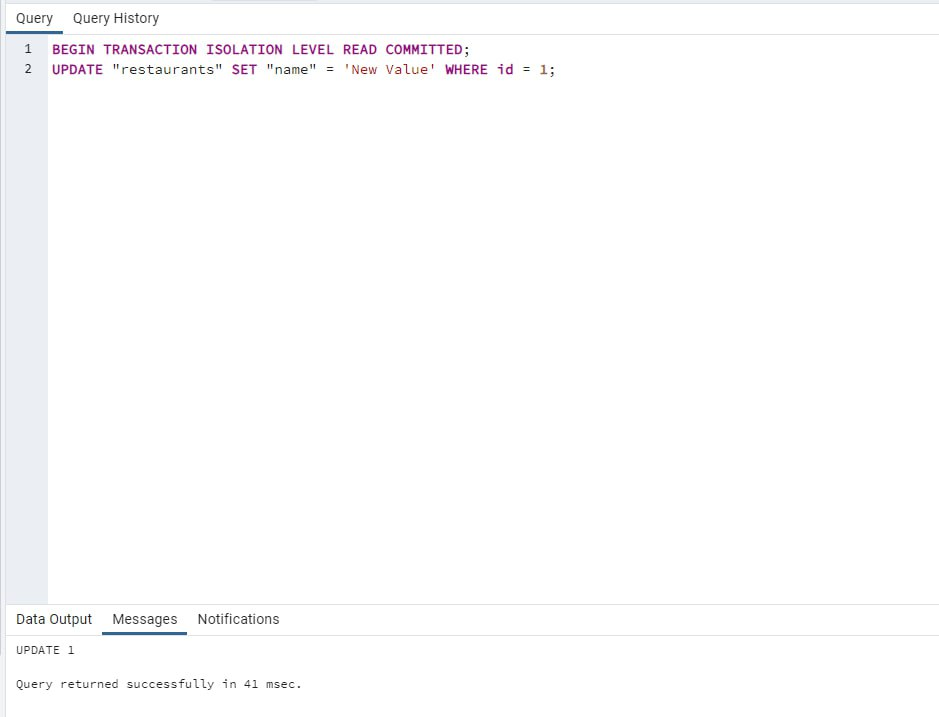 Query Query History
1 BEGIN TRANSACTION ISOLATION LEVEL READ COMMITTED;
2 UPDATE "restaurants" SET "name" = 'New Value' WHERE id = 1;
Data Output Messages Notifications
UPDATE 1
Query returned successfully in 41 msec.